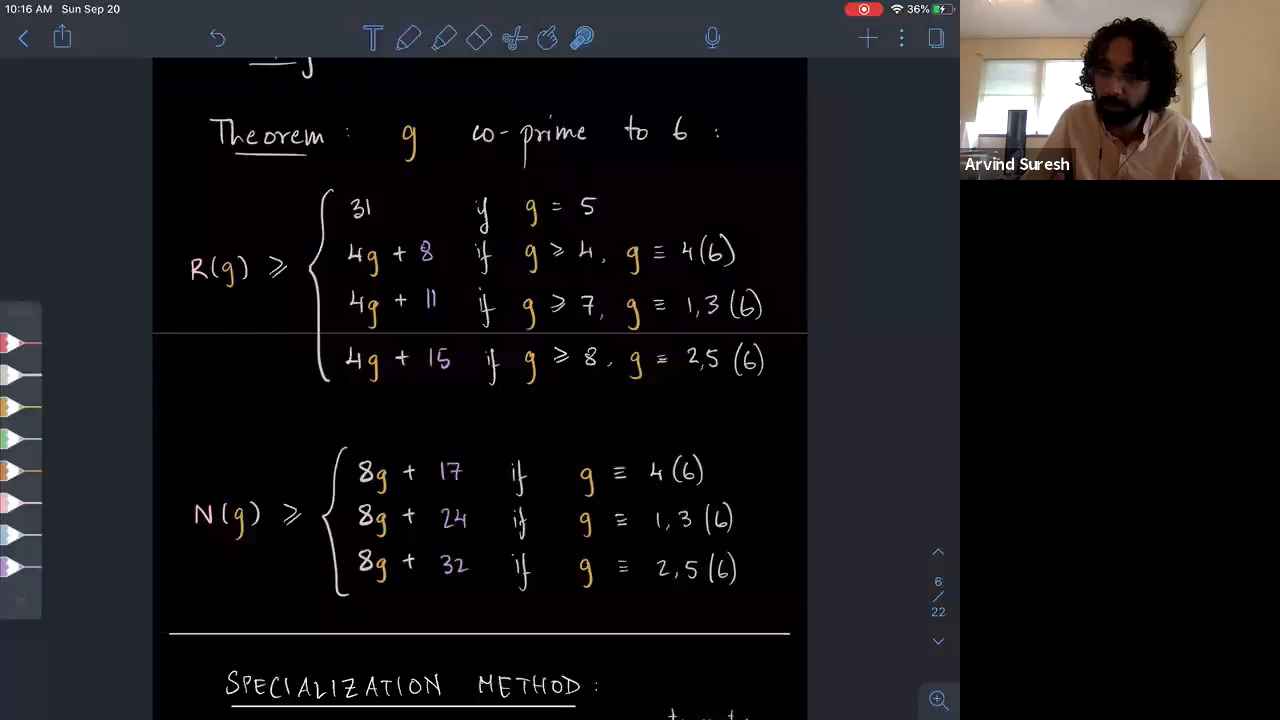 10:16 AM Sun Sep 20
36%
Theorem : g co-prime to 6 :
R(g) ⩾
31 if g = 5
4g + 8 if g ⩾ 4, g ≡ 4(6)
4g + 11 if g ⩾ 7, g ≡ 1,3 (6)
4g + 15 if g ⩾ 8, g ≡ 2,5 (6)
N(g) ⩾
8g + 17 if g ≡ 4(6)
8g + 24 if g ≡ 1,3 (6)
8g + 32 if g ≡ 2,5 (6)
SPECIALIZATION METHOD :
6
/
22
Arvind Suresh